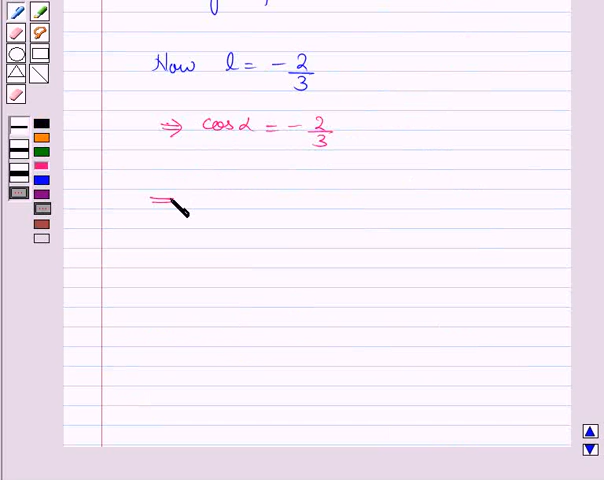 Now l = -2/3
⇒ cos α = -2/3
⇒